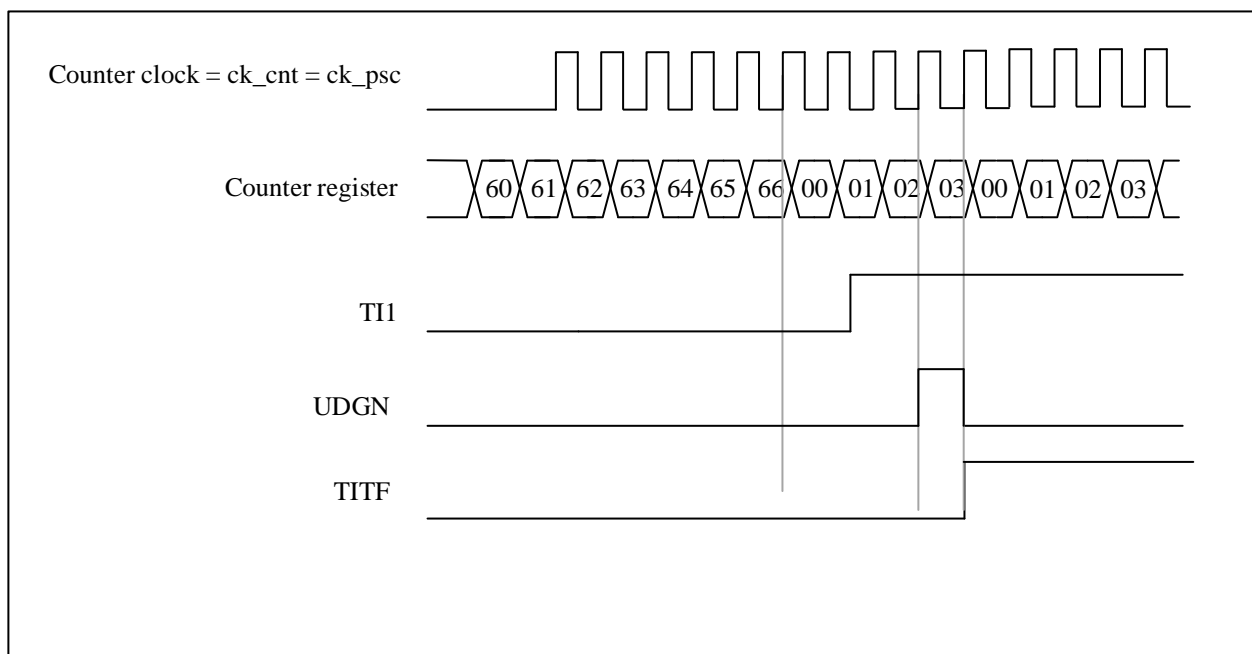 Counter clock = ck_cnt = ck_psc
Counter register 60 61 62 63 64 65 66 00 01 02 03 00 01 02 03
TI1
UDGN
TITF